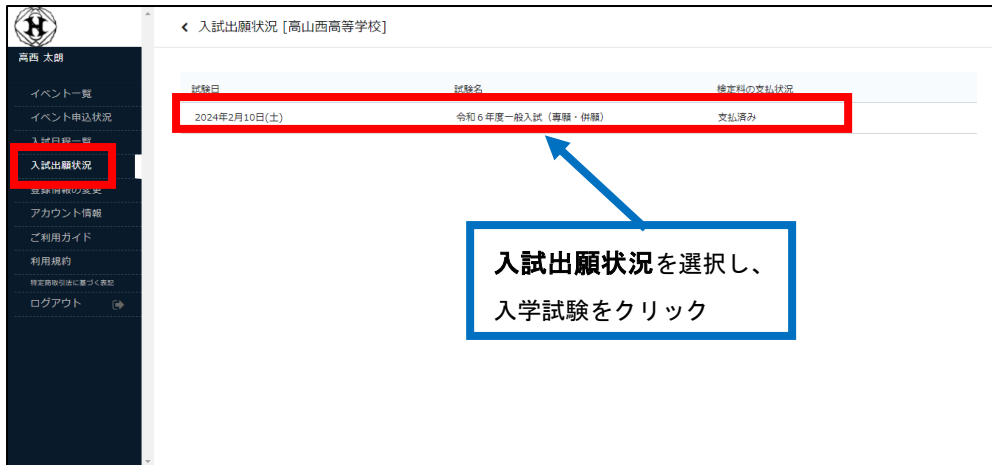 入試出願状況 [高山西高等学校]
高西 太朗
イベント一覧
イベント申込状況
入試日程一覧
入試出願状況
登録情報の変更
アカウント情報
ご利用ガイド
利用規約
特定商取引法に基づく表記
ログアウト
試験日 試験名 検定料の支払状況
2024年2月10日(土) 令和6年度一般入試（専願・併願） 支払済み
入試出願状況を選択し、
入学試験をクリック